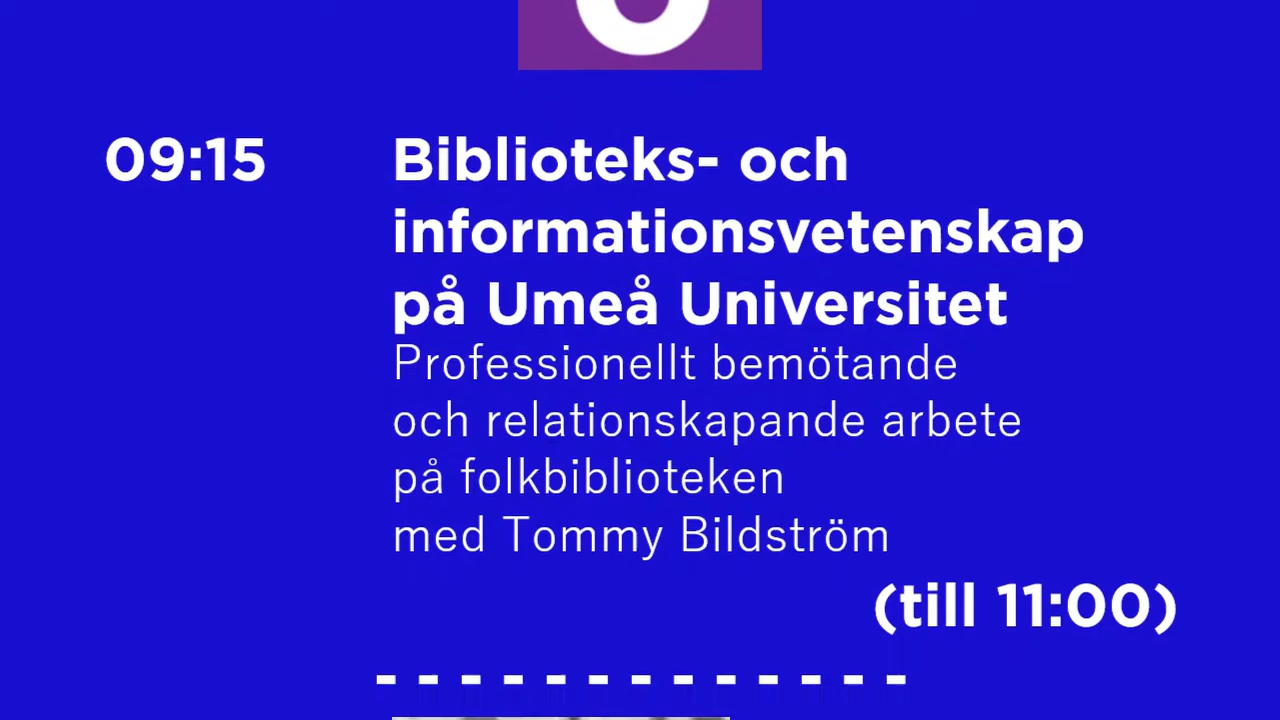 09:15
Biblioteks- och
informationsvetenskap
på Umeå Universitet
Professionellt bemötande
och relationskapande arbete
på folkbiblioteken
med Tommy Bildström
(till 11:00)